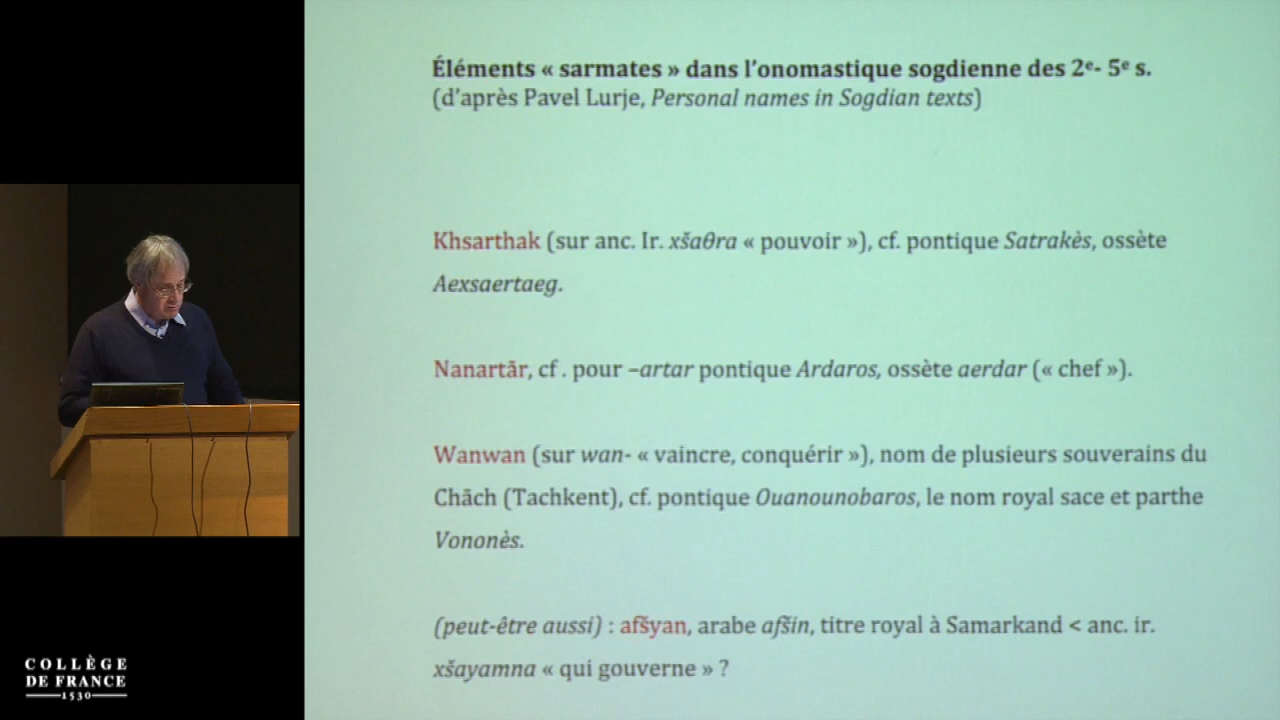 Éléments « sarmates » dans l'onomastique sogdienne des 2e- 5e s.
(d'après Pavel Lurje, Personal names in Sogdian texts)
Khsarthak (sur anc. Ir. xšaθra « pouvoir »), cf. pontique Satrakès, ossète
Aexsaertaeg.
Nanartār, cf . pour –artar pontique Ardaros, ossète aerdar (« chef »).
Wanwan (sur wan- « vaincre, conquérir »), nom de plusieurs souverains du
Chāch (Tachkent), cf. pontique Ouanounobaros, le nom royal sace et parthe
Vononès.
(peut-être aussi) : afšyan, arabe afšin, titre royal à Samarkand < anc. ir.
xšayamna « qui gouverne » ?
COLLÈGE
DE FRANCE
1530